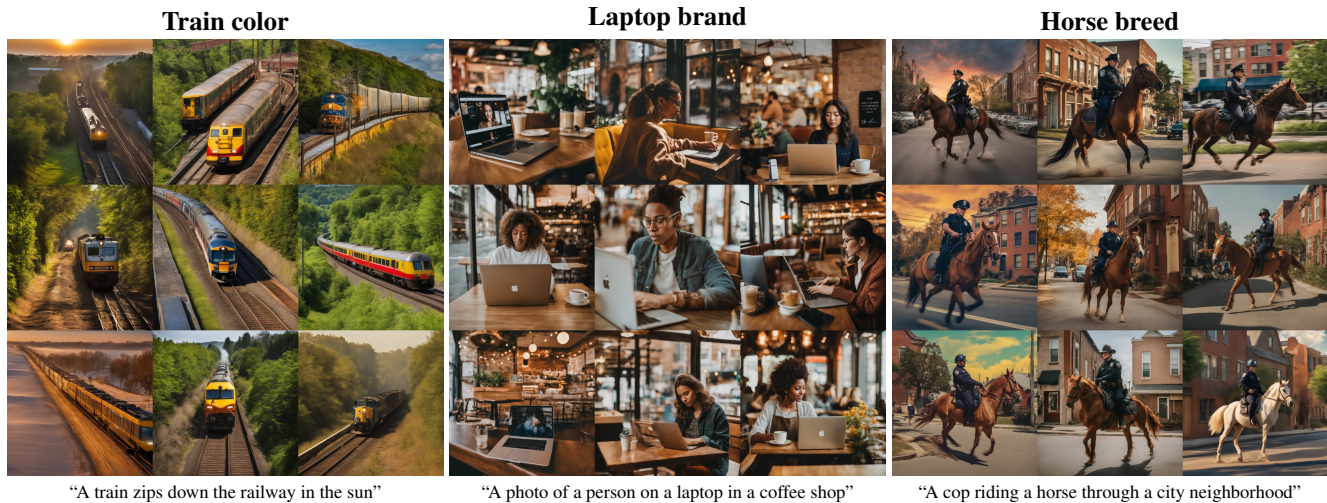 Train color
Laptop brand
Horse breed
“A train zips down the railway in the sun”
“A photo of a person on a laptop in a coffee shop”
“A cop riding a horse through a city neighborhood”